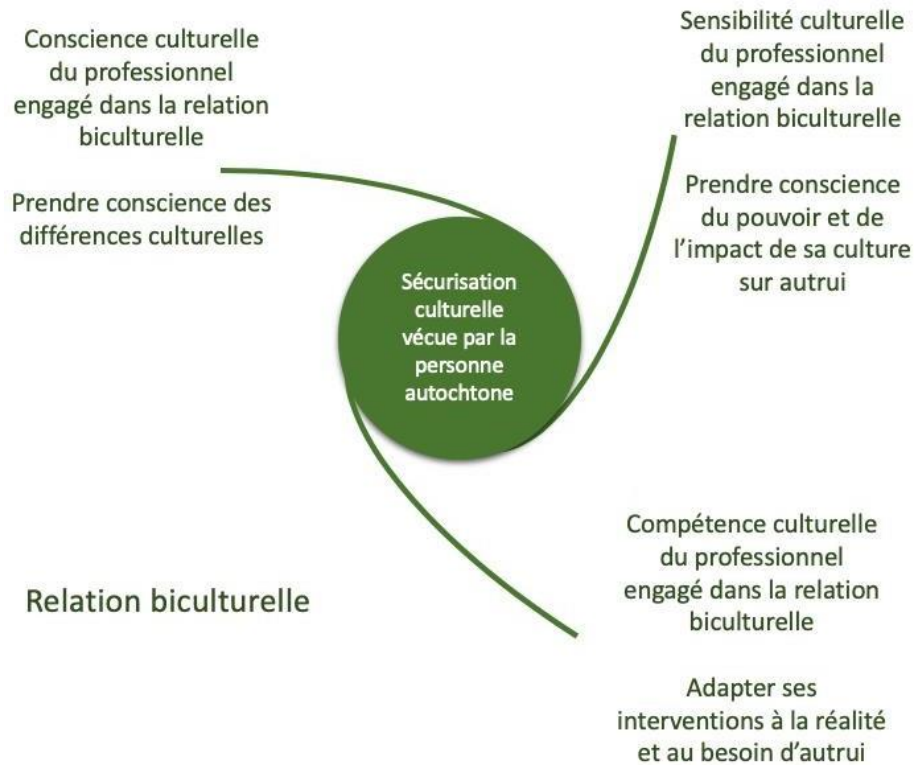 Conscience culturelle
du professionnel
engagé dans la relation
biculturelle
Prendre conscience des
différences culturelles
Sensibilité culturelle
du professionnel
engagé dans la
relation biculturelle
Prendre conscience
du pouvoir et de
l'impact de sa culture
sur autrui
Sécurisation
culturelle
vécue par la
personne
autochtone
Relation biculturelle
Compétence culturelle
du professionnel
engagé dans la relation
biculturelle
Adapter ses
interventions à la réalité
et au besoin d'autrui